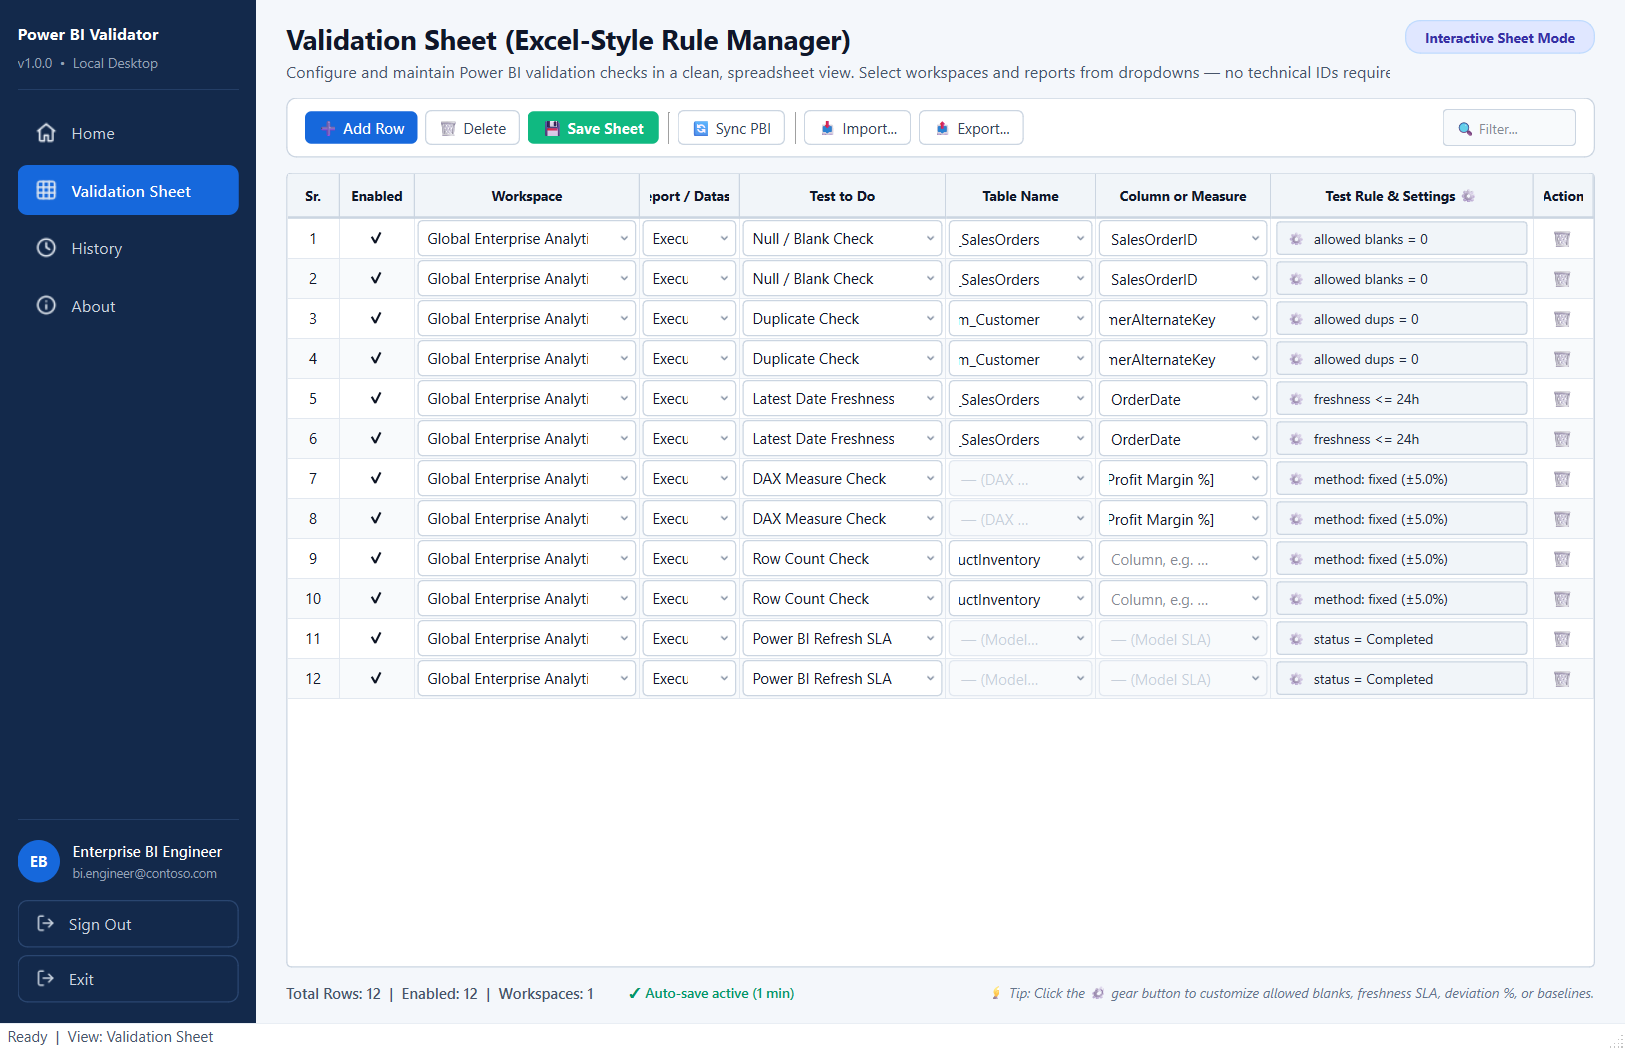 Power BI Validator
v1.0.0 • Local Desktop
Home
Validation Sheet
History
About
Enterprise BI Engineer
EB
bi.engineer@contoso.com
Sign Out
Exit
Validation Sheet (Excel-Style Rule Manager)
Interactive Sheet Mode
Configure and maintain Power BI validation checks in a clean, spreadsheet view. Select workspaces and reports from dropdowns — no technical IDs require
Add Row Delete Save Sheet Sync PBI Import... Export... Filter...
Sr. Enabled Workspace port / Datas Test to Do Table Name Column or Measure Test Rule & Settings Action
1 ✓ Global Enterprise Analyti Execu Null / Blank Check _SalesOrders SalesOrderID allowed blanks = 0
2 ✓ Global Enterprise Analyti Execu Null / Blank Check _SalesOrders SalesOrderID allowed blanks = 0
3 ✓ Global Enterprise Analyti Execu Duplicate Check m_Customer merAlternateKey allowed dups = 0
4 ✓ Global Enterprise Analyti Execu Duplicate Check m_Customer merAlternateKey allowed dups = 0
5 ✓ Global Enterprise Analyti Execu Latest Date Freshness _SalesOrders OrderDate freshness <= 24h
6 ✓ Global Enterprise Analyti Execu Latest Date Freshness _SalesOrders OrderDate freshness <= 24h
7 ✓ Global Enterprise Analyti Execu DAX Measure Check — (DAX ... Profit Margin %] method: fixed (±5.0%)
8 ✓ Global Enterprise Analyti Execu DAX Measure Check — (DAX ... Profit Margin %] method: fixed (±5.0%)
9 ✓ Global Enterprise Analyti Execu Row Count Check uctInventory Column, e.g. ... method: fixed (±5.0%)
10 ✓ Global Enterprise Analyti Execu Row Count Check uctInventory Column, e.g. ... method: fixed (±5.0%)
11 ✓ Global Enterprise Analyti Execu Power BI Refresh SLA — (Model... — (Model SLA) status = Completed
12 ✓ Global Enterprise Analyti Execu Power BI Refresh SLA — (Model... — (Model SLA) status = Completed
Total Rows: 12 | Enabled: 12 | Workspaces: 1 ✓ Auto-save active (1 min) Tip: Click the gear button to customize allowed blanks, freshness SLA, deviation %, or baselines.
Ready | View: Validation Sheet